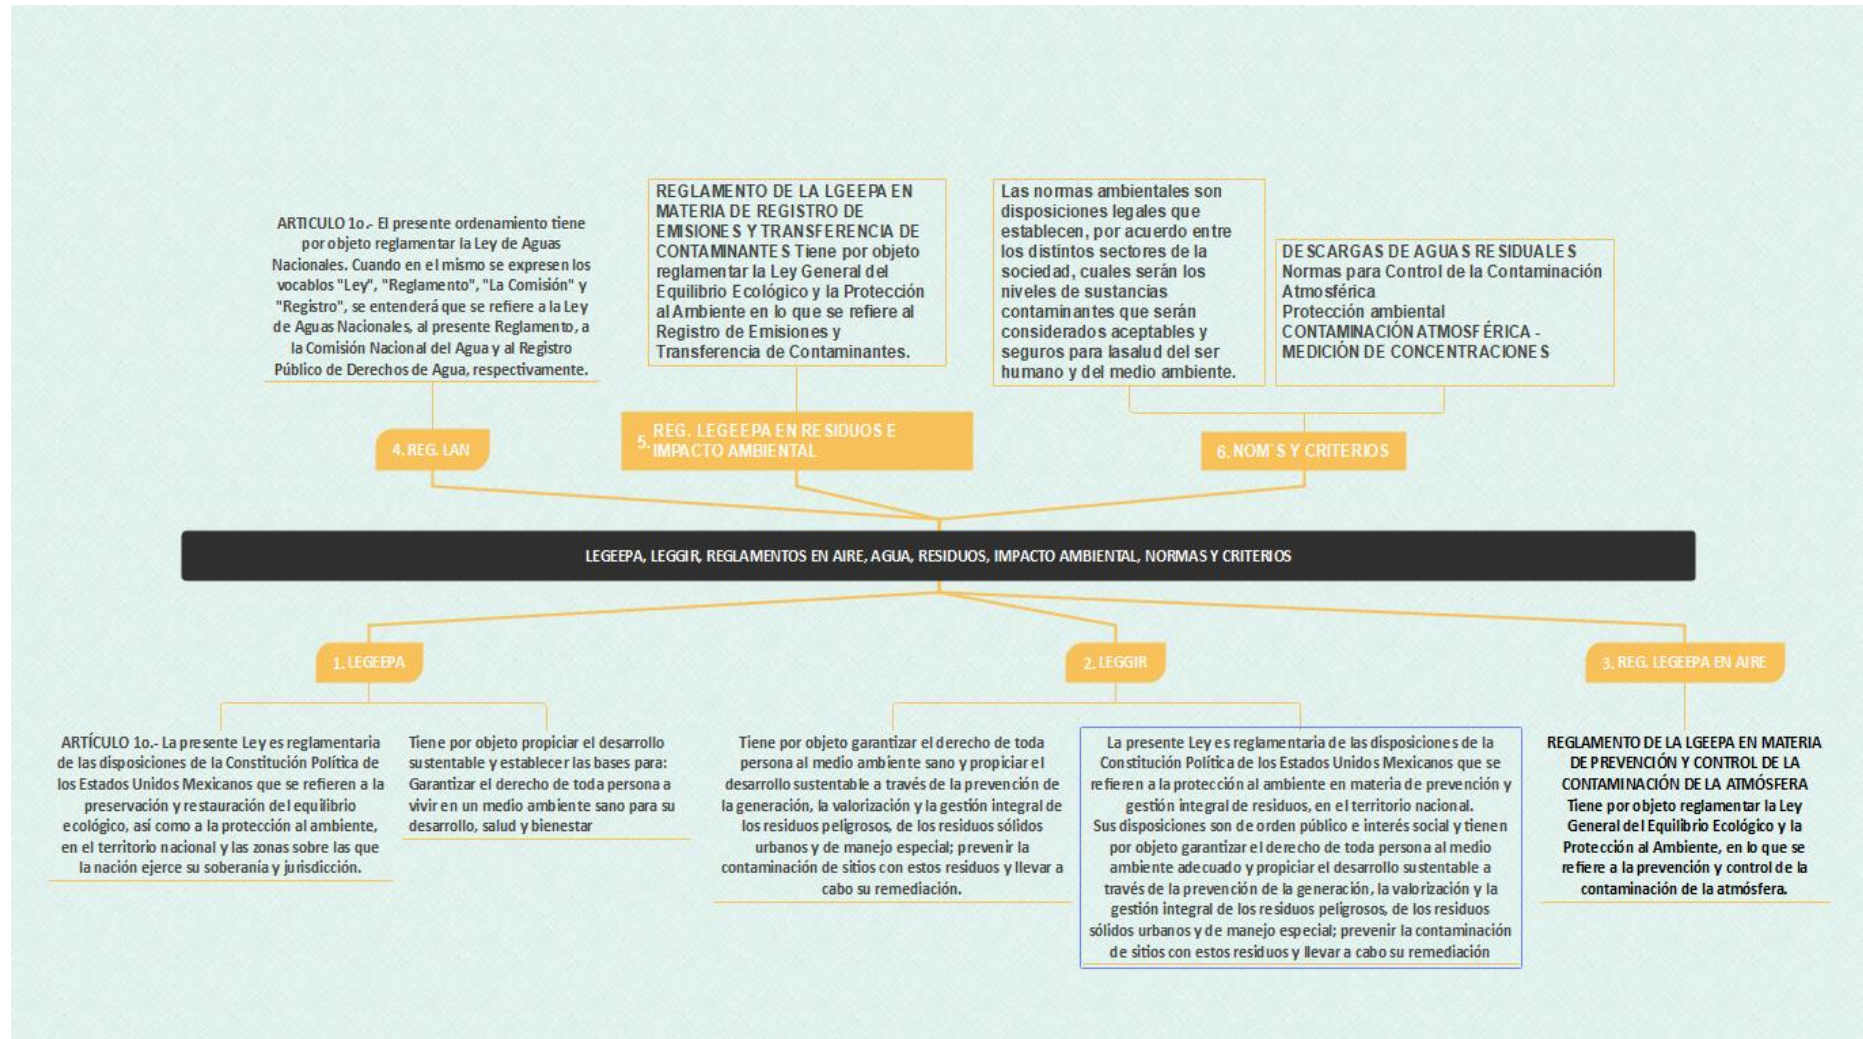 ARTICULO 1o.- El presente ordenamiento tiene
por objeto reglamentar la Ley de Aguas
Nacionales. Cuando en el mismo se expresen los
vocablos "Ley", "Reglamento", "La Comisión" y
"Registro", se entenderá que se refiere a la Ley
de Aguas Nacionales, al presente Reglamento, a
la Comisión Nacional del Agua y al Registro
Público de Derechos de Agua, respectivamente.
4. REG. LAN
REGLAMENTO DE LA LGEEPA EN
MATERIA DE REGISTRO DE
EMISIONES Y TRANSFERENCIA DE
CONTAMINANTES Tiene por objeto
reglamentar la Ley General del
Equilibrio Ecológico y la Protección
al Ambiente en lo que se refiere al
Registro de Emisiones y
Transferencia de Contaminantes.
5. REG. LEGEEPA EN RESIDUOS E
IMPACTO AMBIENTAL
Las normas ambientales son
disposiciones legales que
establecen, por acuerdo entre
los distintos sectores de la
sociedad, cuales serán los
niveles de sustancias
contaminantes que serán
considerados aceptables y
seguros para lasalud del ser
humano y del medio ambiente.
DESCARGAS DE AGUAS RESIDUALES
Normas para Control de la Contaminación
Atmosférica
Protección ambiental
CONTAMINACIÓN ATMOSFÉRICA -
MEDICIÓN DE CONCENTRACIONES
6. NOM`S Y CRITERIOS
LEGEEPA, LEGGIR, REGLAMENTOS EN AIRE, AGUA, RESIDUOS, IMPACTO AMBIENTAL, NORMAS Y CRITERIOS
1. LEGEEPA
ARTÍCULO 1o.- La presente Ley es reglamentaria
de las disposiciones de la Constitución Política de
los Estados Unidos Mexicanos que se refieren a la
preservación y restauración del equilibrio
ecológico, así como a la protección al ambiente,
en el territorio nacional y las zonas sobre las que
la nación ejerce su soberanía y jurisdicción.
Tiene por objeto propiciar el desarrollo
sustentable y establecer las bases para:
Garantizar el derecho de toda persona a
vivir en un medio ambiente sano para su
desarrollo, salud y bienestar
2. LEGGIR
Tiene por objeto garantizar el derecho de toda
persona al medio ambiente sano y propiciar el
desarrollo sustentable a través de la prevención de
la generación, la valorización y la gestión integral de
los residuos peligrosos, de los residuos sólidos
urbanos y de manejo especial; prevenir la
contaminación de sitios con estos residuos y llevar a
cabo su remediación.
La presente Ley es reglamentaria de las disposiciones de la
Constitución Política de los Estados Unidos Mexicanos que se
refieren a la protección al ambiente en materia de prevención y
gestión integral de residuos, en el territorio nacional.
Sus disposiciones son de orden público e interés social y tienen
por objeto garantizar el derecho de toda persona al medio
ambiente adecuado y propiciar el desarrollo sustentable a
través de la prevención de la generación, la valorización y la
gestión integral de los residuos peligrosos, de los residuos
sólidos urbanos y de manejo especial; prevenir la contaminación
de sitios con estos residuos y llevar a cabo su remediación
3. REG. LEGEEPA EN AIRE
REGLAMENTO DE LA LGEEPA EN MATERIA
DE PREVENCIÓN Y CONTROL DE LA
CONTAMINACIÓN DE LA ATMÓSFERA
Tiene por objeto reglamentar la Ley
General del Equilibrio Ecológico y la
Protección al Ambiente, en lo que se
refiere a la prevención y control de la
contaminación de la atmósfera.